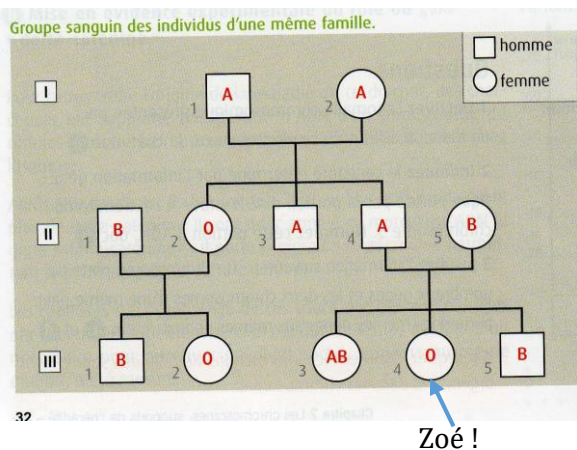 Groupe sanguin des individus d'une même famille.
homme
femme
I
A
1
A
2
II
B
1
O
2
A
3
A
4
B
5
III
B
1
O
2
AB
3
O
4
B
5
32
Zoé !